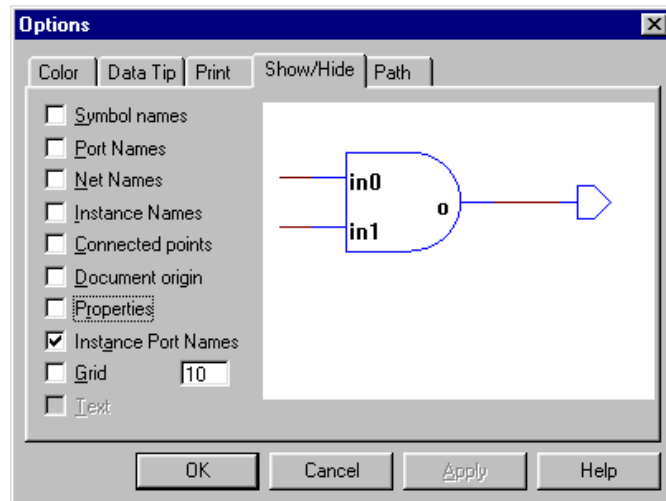 Options
Color Data Tip Print Show/Hide Path
Symbol names
Port Names
Net Names
Instance Names
Connected points
Document origin
Properties
Instance Port Names
Grid 10
Text
in0
o
in1
OK Cancel Apply Help